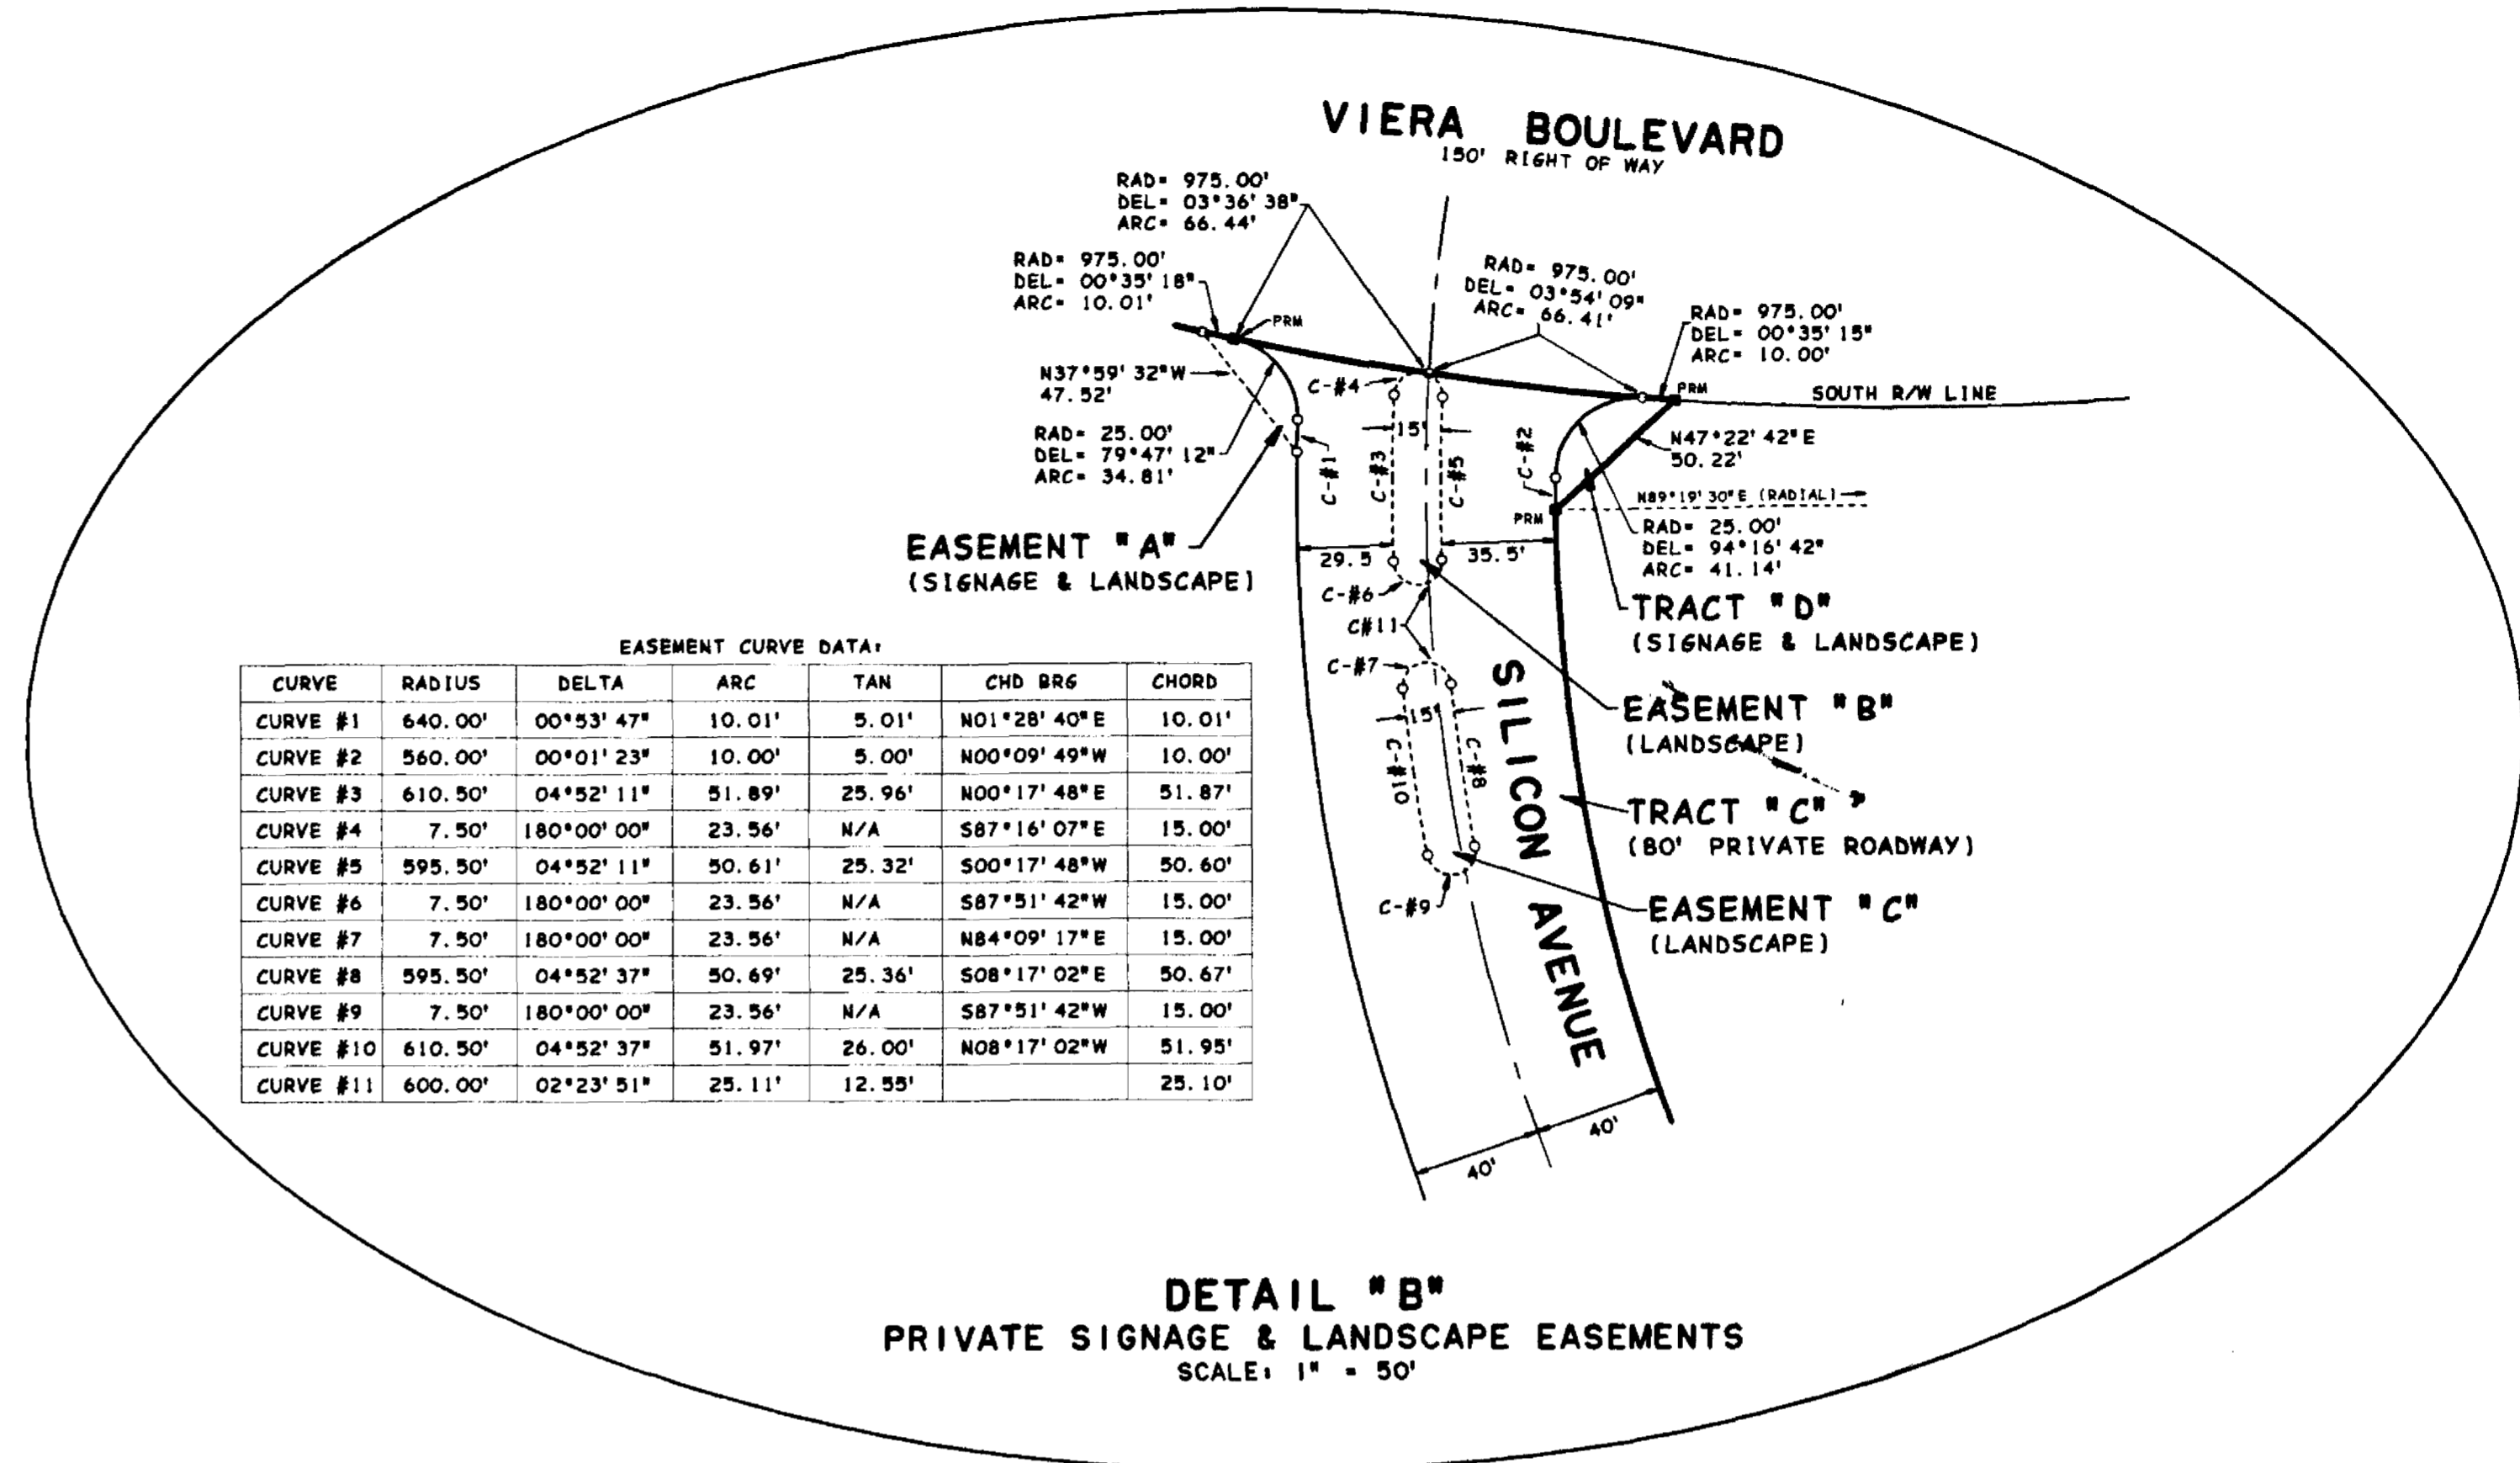 VIERA BOULEVARD
150' RIGHT OF WAY
RAD= 975.00'
DEL= 03°36'38"
ARC= 66.44'
RAD= 975.00'
DEL= 00°35'18"
ARC= 10.01'
RAD= 975.00'
DEL= 03°54'09"
ARC= 66.41'
RAD= 975.00'
DEL= 00°35'15"
ARC= 10.00'
PRM
PRM
SOUTH R/W LINE
N37°59'32"W
47.52'
C-#4
15'
RAD= 25.00'
DEL= 79°47'12"
ARC= 34.81'
C-#1
C-#3
C-#5
C-#2
N47°22'42"E
50.22'
N89°19'30"E (RADIAL)
PRM
RAD= 25.00'
DEL= 94°16'42"
ARC= 41.14'
EASEMENT "A"
(SIGNAGE & LANDSCAPE)
29.5
35.5'
C-#6
C#11
TRACT "D"
(SIGNAGE & LANDSCAPE)
C-#7
15'
C-#10
C-#8
C-#9
SILICON AVENUE
EASEMENT "B"
(LANDSCAPE)
TRACT "C"
(80' PRIVATE ROADWAY)
EASEMENT "C"
(LANDSCAPE)
40'
40'
EASEMENT CURVE DATA:
CURVE RADIUS DELTA ARC TAN CHD BRG CHORD
CURVE #1 640.00' 00°53'47" 10.01' 5.01' N01°28'40"E 10.01'
CURVE #2 560.00' 00°01'23" 10.00' 5.00' N00°09'49"W 10.00'
CURVE #3 610.50' 04°52'11" 51.89' 25.96' N00°17'48"E 51.87'
CURVE #4 7.50' 180°00'00" 23.56' N/A S87°16'07"E 15.00'
CURVE #5 595.50' 04°52'11" 50.61' 25.32' S00°17'48"W 50.60'
CURVE #6 7.50' 180°00'00" 23.56' N/A S87°51'42"W 15.00'
CURVE #7 7.50' 180°00'00" 23.56' N/A N84°09'17"E 15.00'
CURVE #8 595.50' 04°52'37" 50.69' 25.36' S08°17'02"E 50.67'
CURVE #9 7.50' 180°00'00" 23.56' N/A S87°51'42"W 15.00'
CURVE #10 610.50' 04°52'37" 51.97' 26.00' N08°17'02"W 51.95'
CURVE #11 600.00' 02°23'51" 25.11' 12.55' 25.10'
DETAIL "B"
PRIVATE SIGNAGE & LANDSCAPE EASEMENTS
SCALE: 1" = 50'